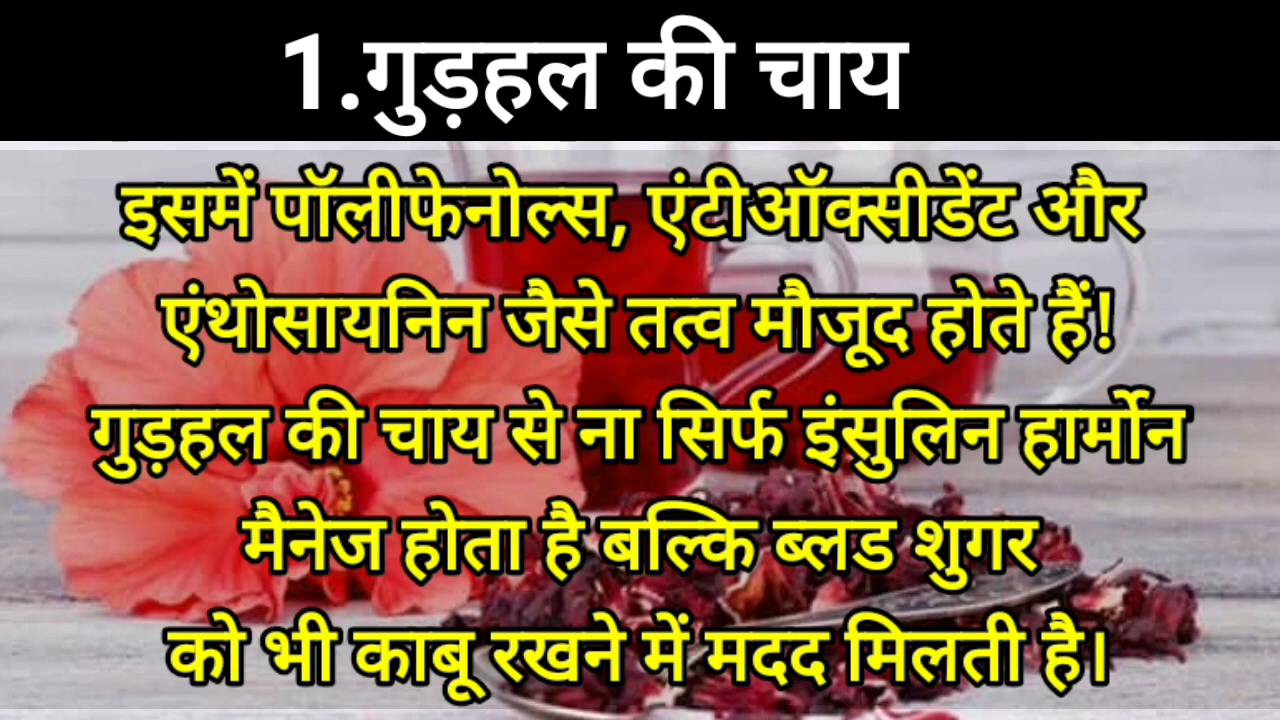 1.गुड़हल की चाय
इसमें पॉलीफेनोल्स, एंटीऑक्सीडेंट और
एंथोसायनिन जैसे तत्व मौजूद होते हैं!
गुड़हल की चाय से ना सिर्फ इंसुलिन हार्मोन
मैनेज होता है बल्कि ब्लड शुगर
को भी काबू रखने में मदद मिलती है।